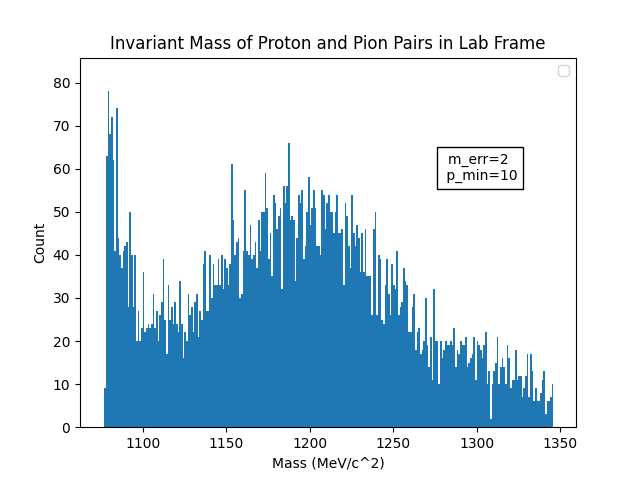 Invariant Mass of Proton and Pion Pairs in Lab Frame
80
70
60
50
40
30
20
10
0
m_err=2
p_min=10
Count
1100 1150 1200 1250 1300 1350
Mass (MeV/c^2)